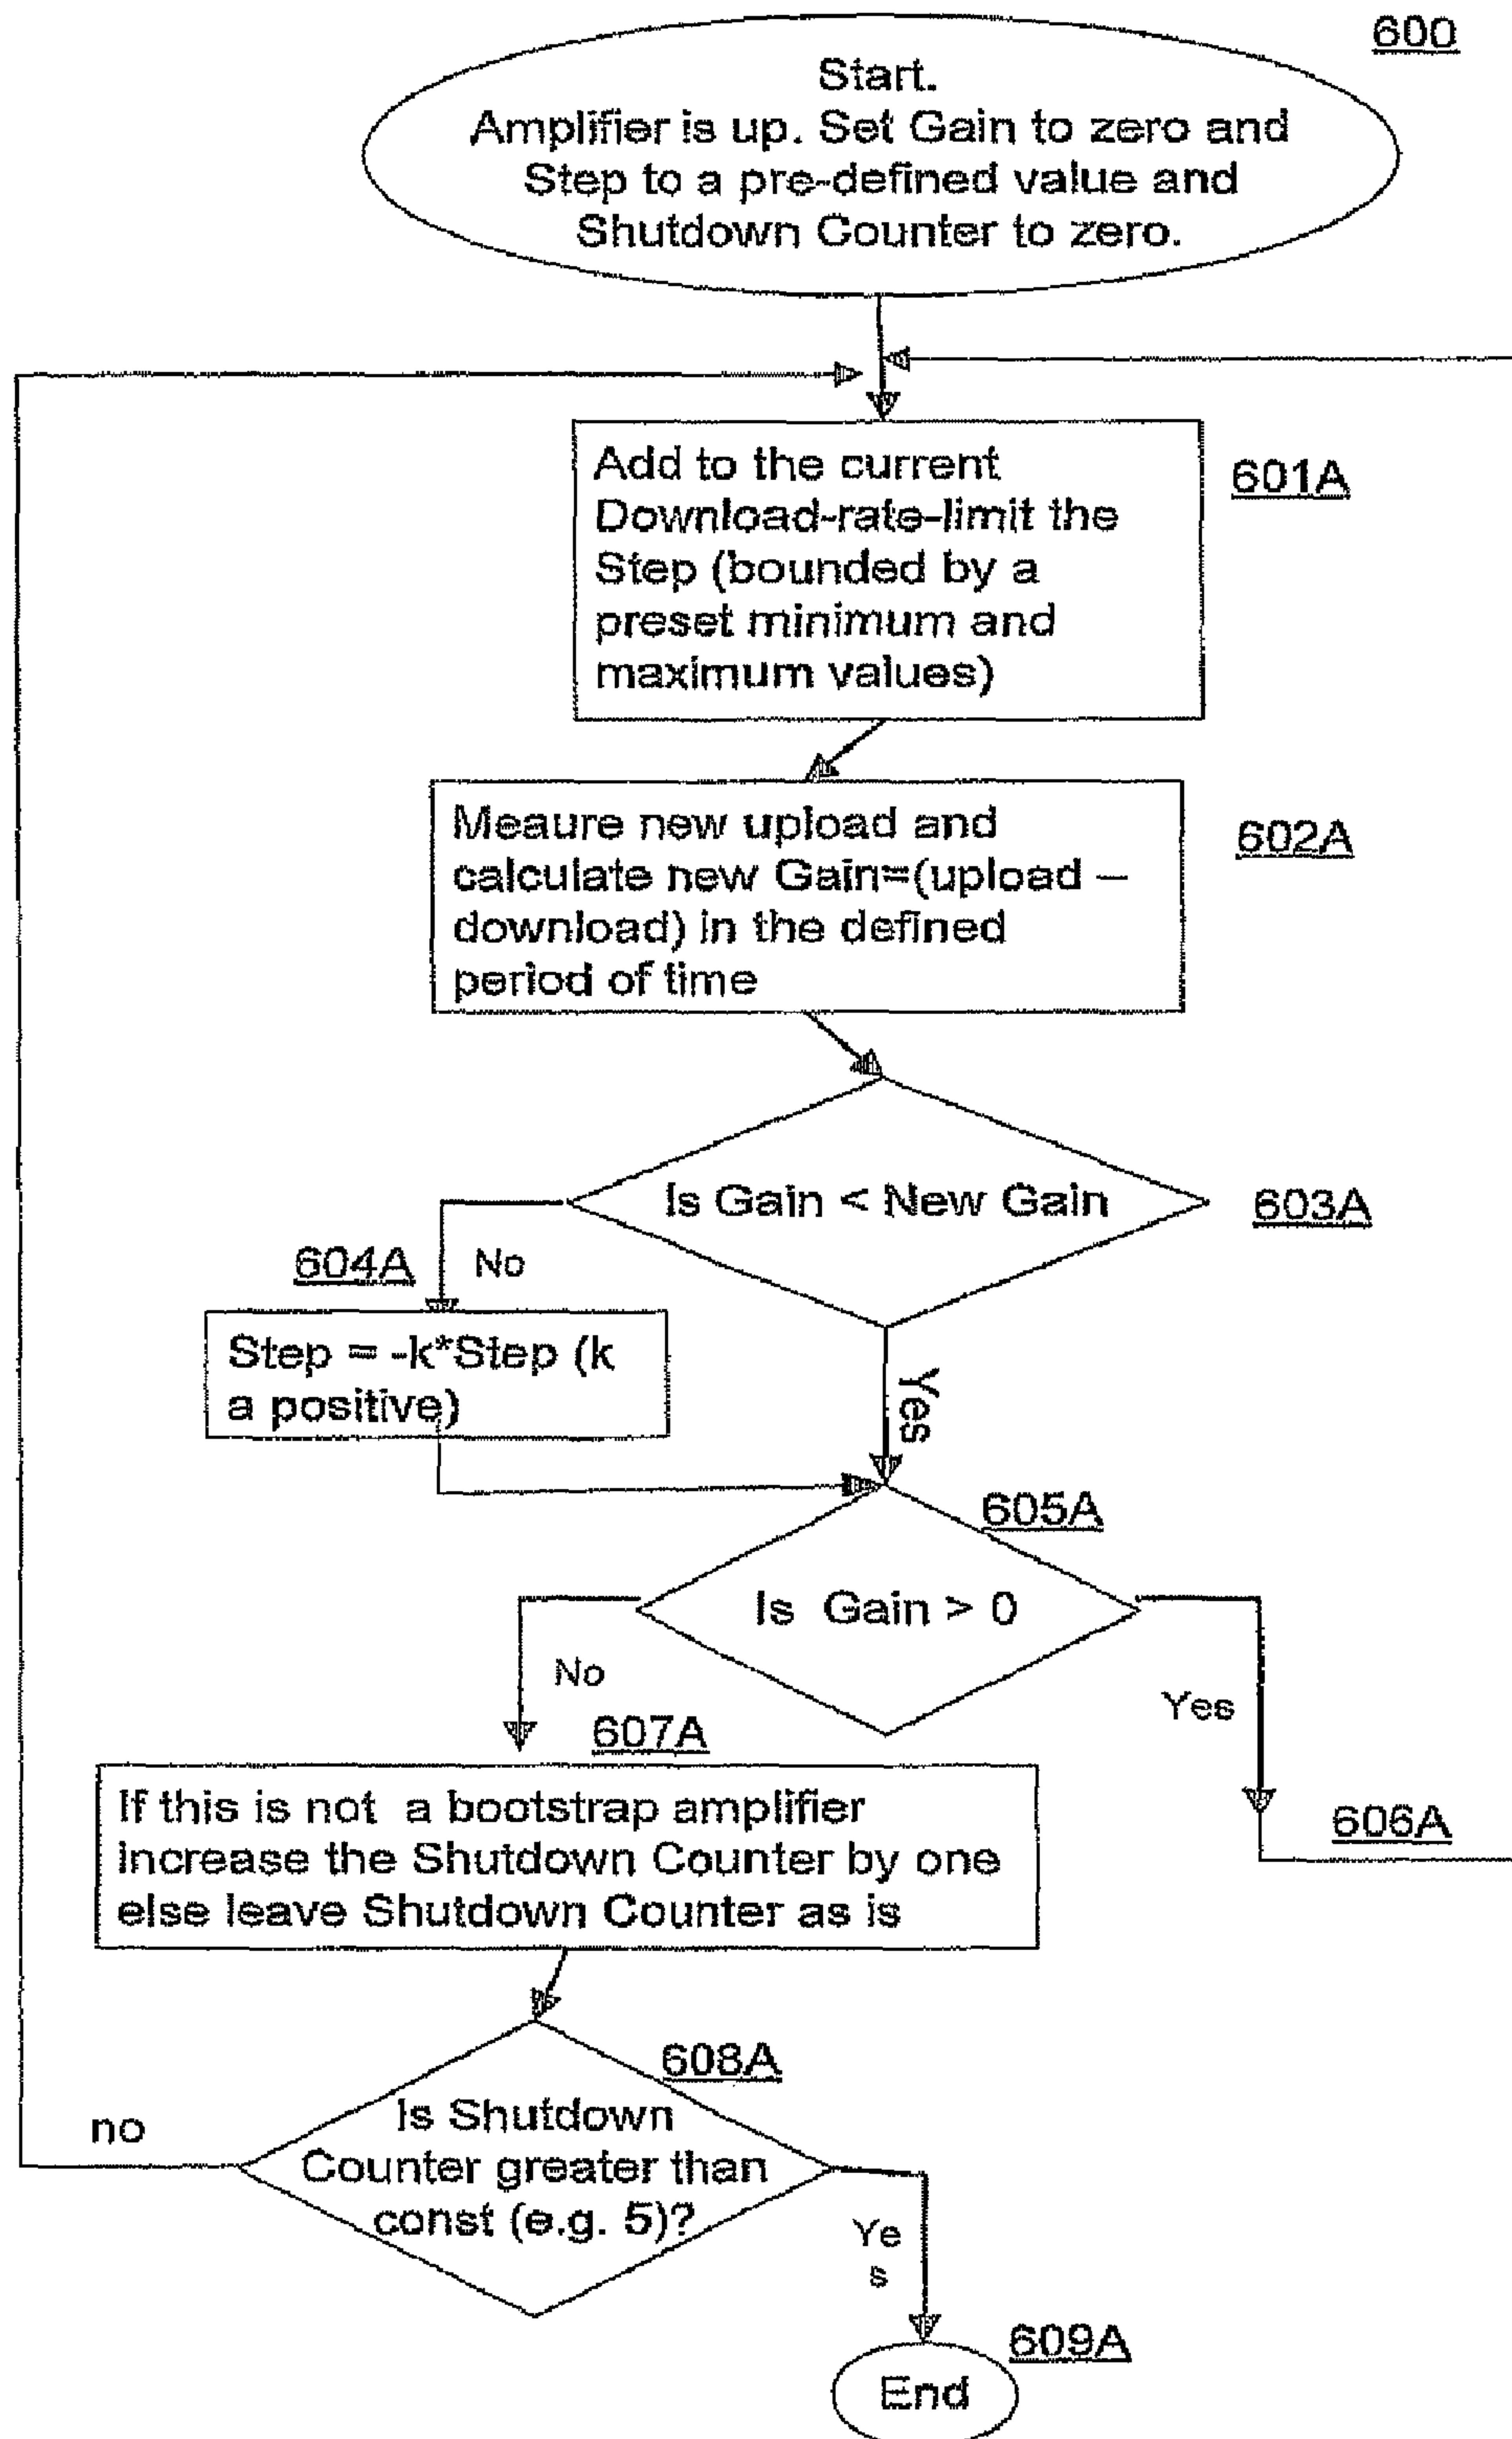 600
Start.
Amplifier is up. Set Gain to zero and
Step to a pre-defined value and
Shutdown Counter to zero.
Add to the current
Download-rate-limit the
Step (bounded by a
preset minimum and
maximum values)
601A
Meaure new upload and
calculate new Gain=(upload –
download) in the defined
period of time
602A
Is Gain < New Gain
603A
604A
No
Step = -k*Step (k
a positive)
Yes
605A
Is Gain > 0
No
Yes
607A
606A
If this is not a bootstrap amplifier
increase the Shutdown Counter by one
else leave Shutdown Counter as is
608A
Is Shutdown
Counter greater than
const (e.g. 5)?
no
Ye
s
609A
End